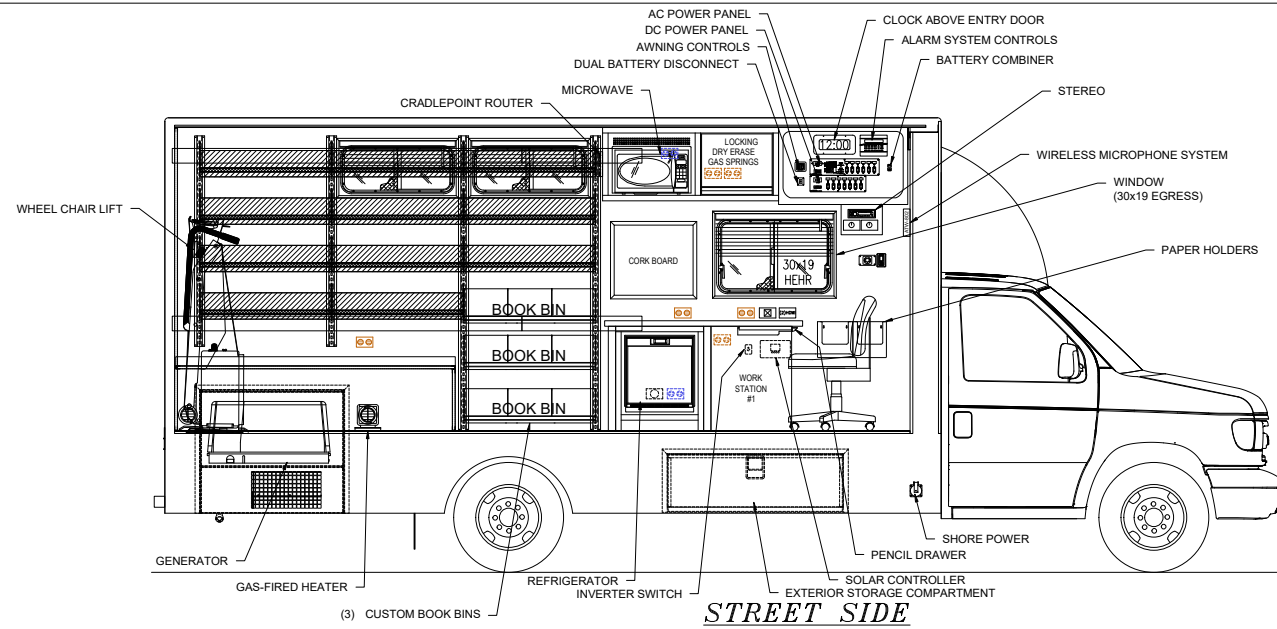 AC POWER PANEL
DC POWER PANEL
AWNING CONTROLS
DUAL BATTERY DISCONNECT
MICROWAVE
CRADLEPOINT ROUTER
CLOCK ABOVE ENTRY DOOR
ALARM SYSTEM CONTROLS
BATTERY COMBINER
STEREO
WIRELESS MICROPHONE SYSTEM
WINDOW
(30x19 EGRESS)
PAPER HOLDERS
WHEEL CHAIR LIFT
LOCKING
DRY ERASE
GAS SPRINGS
12:00
CORK BOARD
30x19
HEHR
BOOK BIN
BOOK BIN
BOOK BIN
WORK
STATION
#1
GENERATOR
GAS-FIRED HEATER
(3) CUSTOM BOOK BINS
REFRIGERATOR
INVERTER SWITCH
SHORE POWER
PENCIL DRAWER
SOLAR CONTROLLER
EXTERIOR STORAGE COMPARTMENT
STREET SIDE